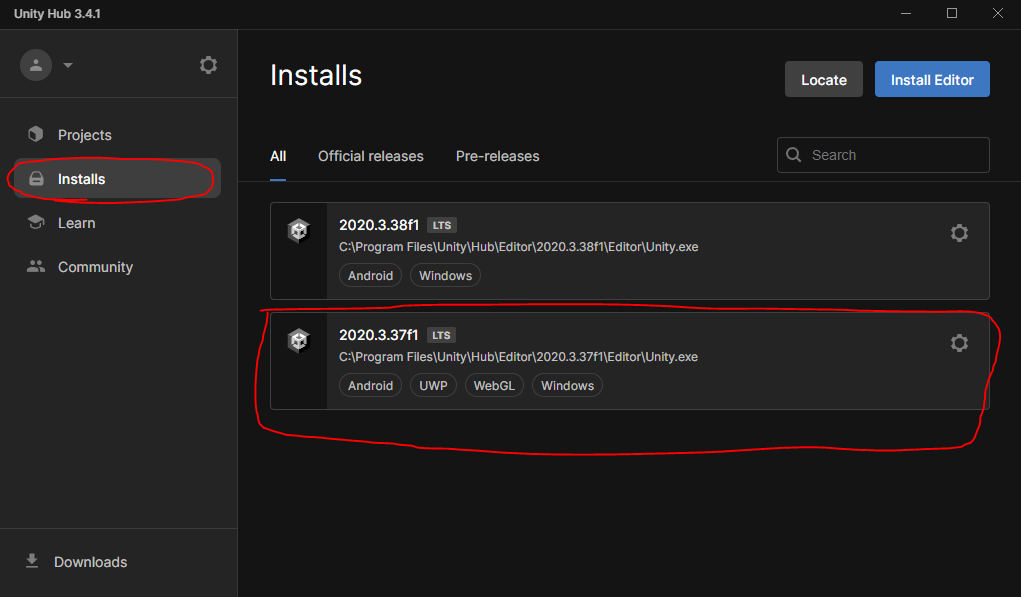 Unity Hub 3.4.1
Projects
Installs
Learn
Community
Downloads
Installs
Locate
Install Editor
All
Official releases
Pre-releases
Search
2020.3.38f1 LTS
C:\Program Files\Unity\Hub\Editor\2020.3.38f1\Editor\Unity.exe
Android
Windows
2020.3.37f1 LTS
C:\Program Files\Unity\Hub\Editor\2020.3.37f1\Editor\Unity.exe
Android
UWP
WebGL
Windows